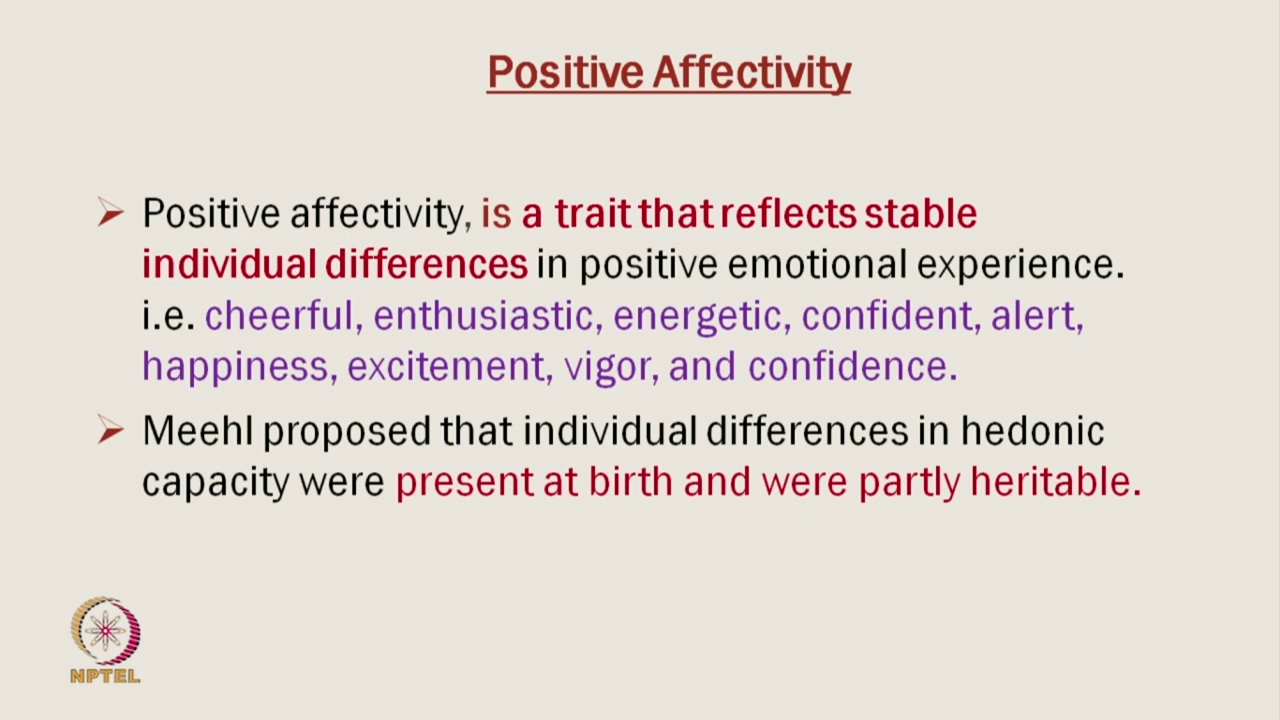 Positive Affectivity
➢ Positive affectivity, is a trait that reflects stable
individual differences in positive emotional experience.
i.e. cheerful, enthusiastic, energetic, confident, alert,
happiness, excitement, vigor, and confidence.
➢ Meehl proposed that individual differences in hedonic
capacity were present at birth and were partly heritable.
NPTEL